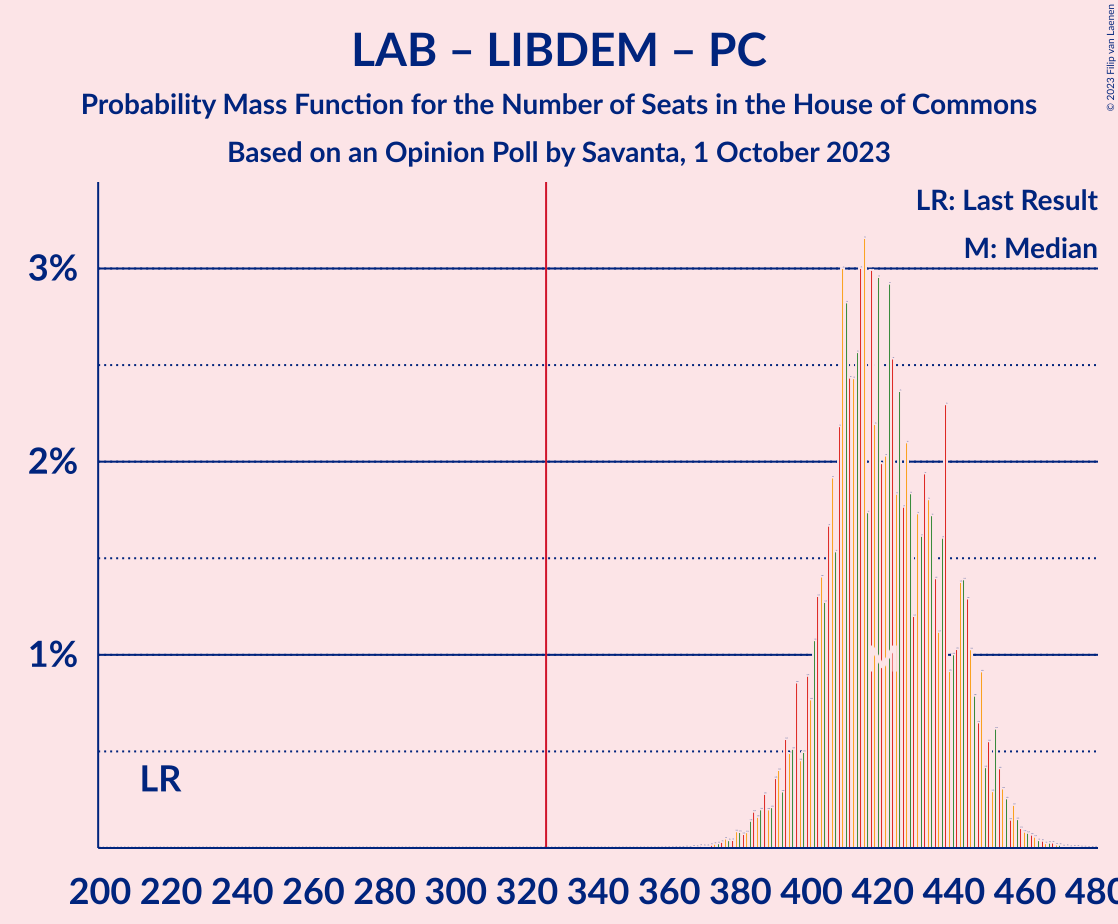 LAB – LIBDEM – PC
Probability Mass Function for the Number of Seats in the House of Commons
Based on an Opinion Poll by Savanta, 1 October 2023
© 2023 Filip van Laenen
LR: Last Result
M: Median
3%
2%
1%
LR
M
200 220 240 260 280 300 320 340 360 380 400 420 440 460 480